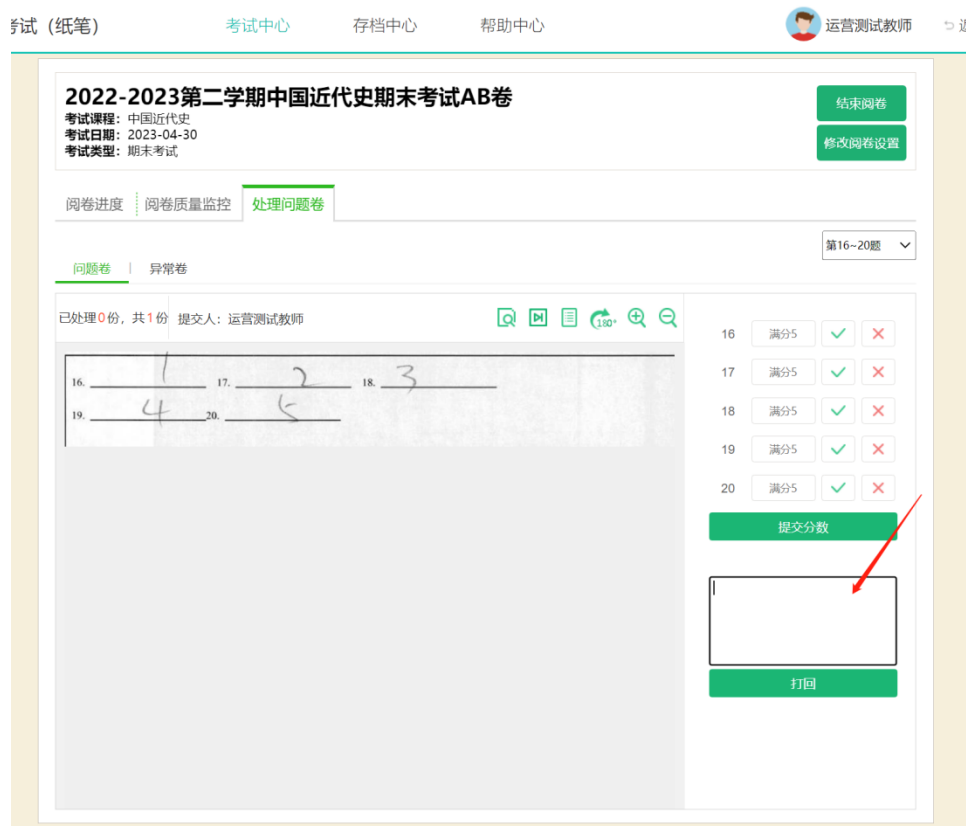 考试（纸笔） 考试中心 存档中心 帮助中心 运营测试教师
2022-2023第二学期中国近代史期末考试AB卷
考试课程：中国近代史
考试日期：2023-04-30
考试类型：期末考试
结束阅卷
修改阅卷设置
阅卷进度 阅卷质量监控 处理问题卷
第16~20题
问题卷 异常卷
已处理0份，共1份 提交人：运营测试教师 180°
16. 1 17. 2 18. 3
19. 4 20. 5
16 满分5
17 满分5
18 满分5
19 满分5
20 满分5
提交分数
打回